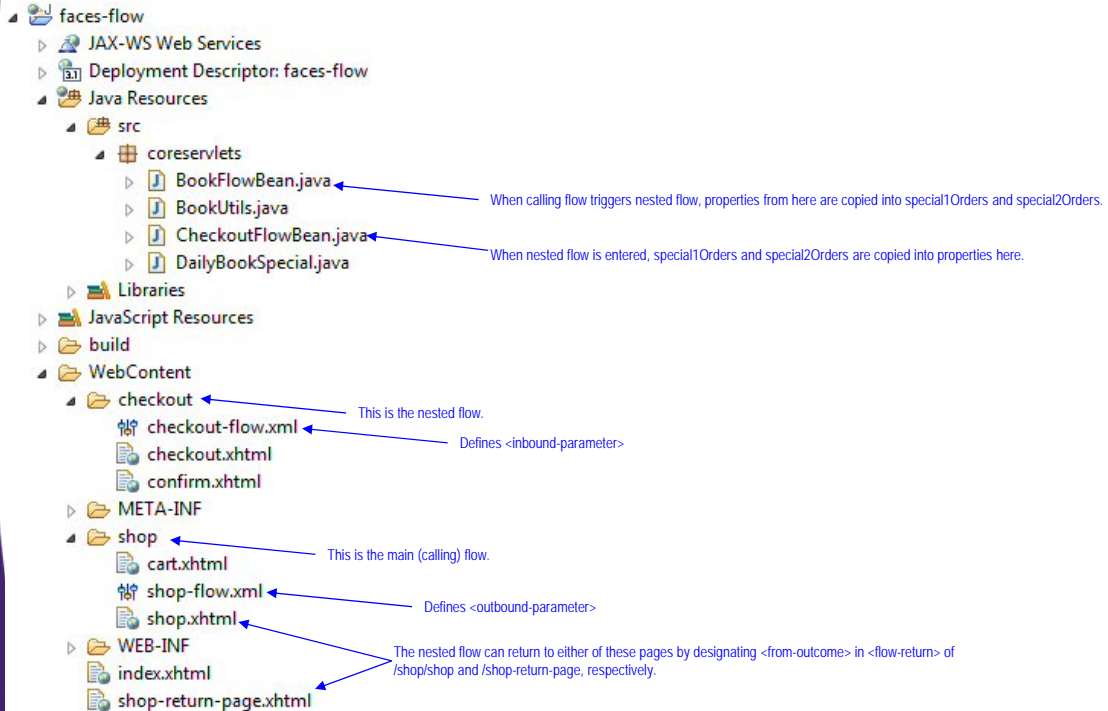 faces-flow
JAX-WS Web Services
3.1 Deployment Descriptor: faces-flow
Java Resources
src
coreservlets
J BookFlowBean.java
When calling flow triggers nested flow, properties from here are copied into special1Orders and special2Orders.
J BookUtils.java
J CheckoutFlowBean.java
When nested flow is entered, special1Orders and special2Orders are copied into properties here.
J DailyBookSpecial.java
Libraries
JavaScript Resources
build
WebContent
checkout
This is the nested flow.
checkout-flow.xml
Defines <inbound-parameter>
checkout.xhtml
confirm.xhtml
META-INF
shop
This is the main (calling) flow.
cart.xhtml
shop-flow.xml
Defines <outbound-parameter>
shop.xhtml
WEB-INF
The nested flow can return to either of these pages by designating <from-outcome> in <flow-return> of
/shop/shop and /shop-return-page, respectively.
index.xhtml
shop-return-page.xhtml